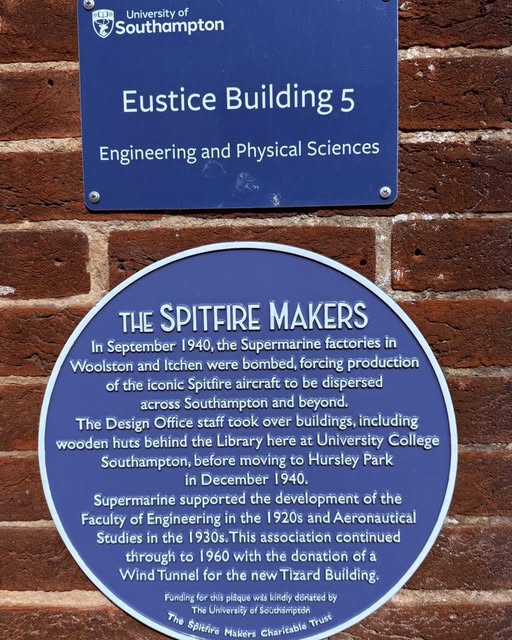 University of
Southampton
Eustice Building 5
Engineering and Physical Sciences
THE SPITFIRE MAKERS
In September 1940, the Supermarine factories in
Woolston and Itchen were bombed, forcing production
of the iconic Spitfire aircraft to be dispersed
across Southampton and beyond.
The Design Office staff took over buildings, including
wooden huts behind the Library here at University College
Southampton, before moving to Hursley Park
in December 1940.
Supermarine supported the development of the
Faculty of Engineering in the 1920s and Aeronautical
Studies in the 1930s. This association continued
through to 1960 with the donation of a
Wind Tunnel for the new Tizard Building.
Funding for this plaque was kindly donated by
The University of Southampton
The Spitfire Makers Charitable Trust